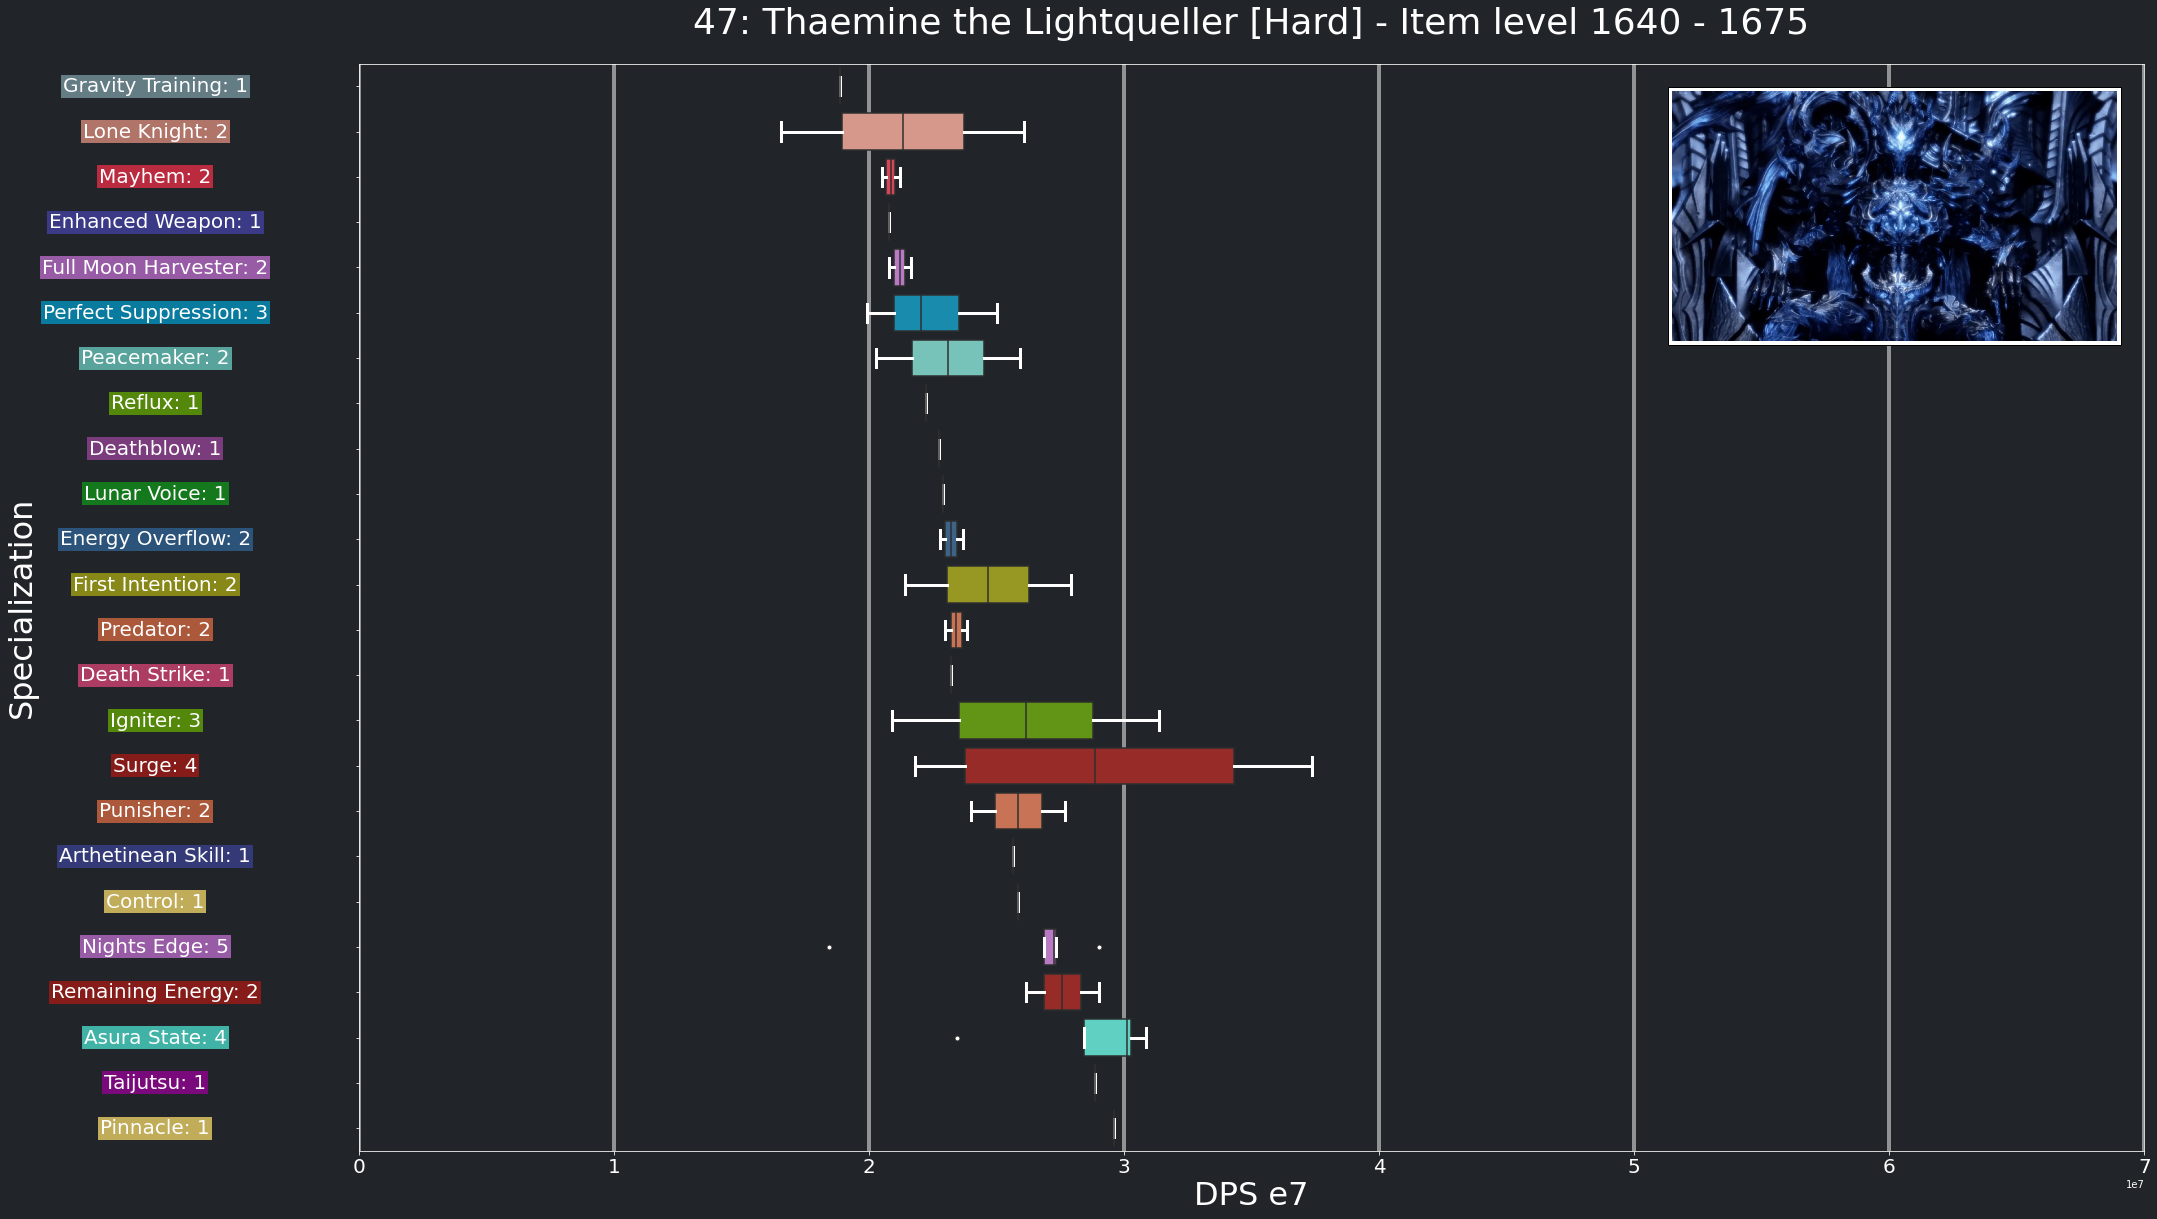 47: Thaemine the Lightqueller [Hard] - Item level 1640 - 1675
Gravity Training: 1
Lone Knight: 2
Mayhem: 2
Enhanced Weapon: 1
Full Moon Harvester: 2
Perfect Suppression: 3
Peacemaker: 2
Reflux: 1
Deathblow: 1
Lunar Voice: 1
Energy Overflow: 2
First Intention: 2
Predator: 2
Death Strike: 1
Igniter: 3
Surge: 4
Punisher: 2
Arthetinean Skill: 1
Control: 1
Nights Edge: 5
Remaining Energy: 2
Asura State: 4
Taijutsu: 1
Pinnacle: 1
Specialization
0 1 2 3 4 5 6 7
1e7
DPS e7